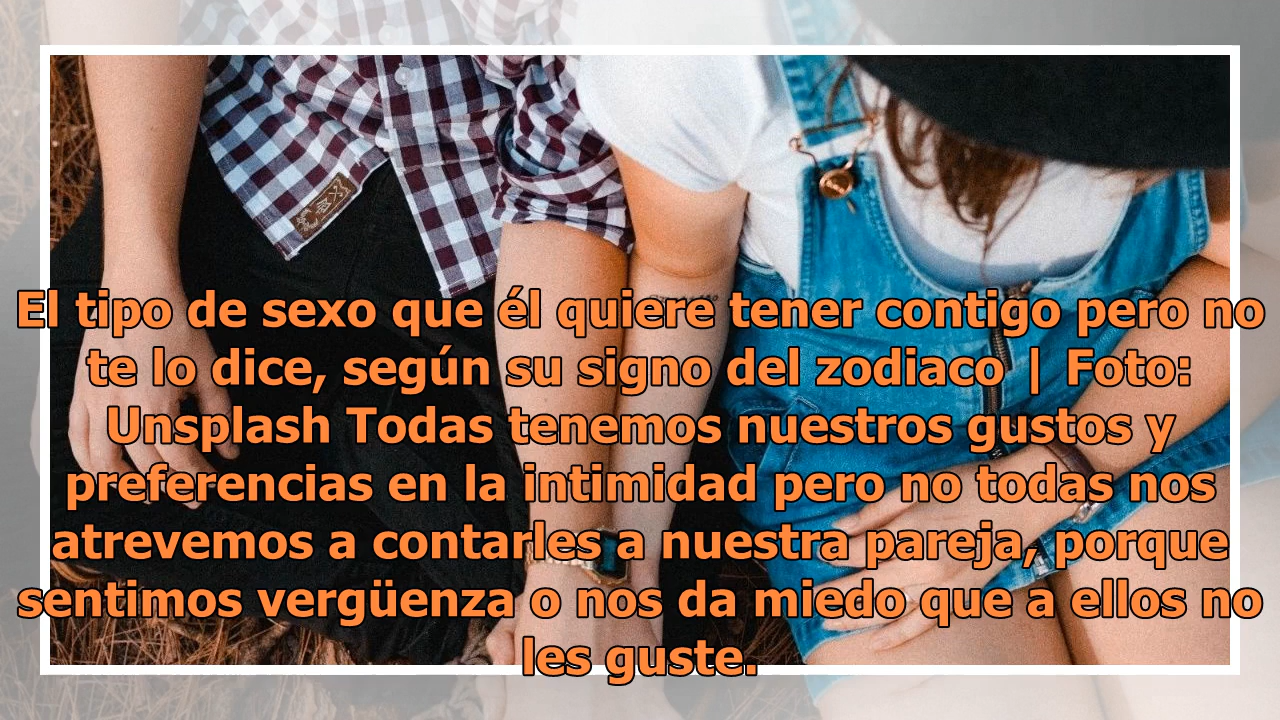 El tipo de sexo que él quiere tener contigo pero no
te lo dice, según su signo del zodiaco | Foto:
Unsplash Todas tenemos nuestros gustos y
preferencias en la intimidad pero no todas nos
atrevemos a contarles a nuestra pareja, porque
sentimos vergüenza o nos da miedo que a ellos no
les guste.